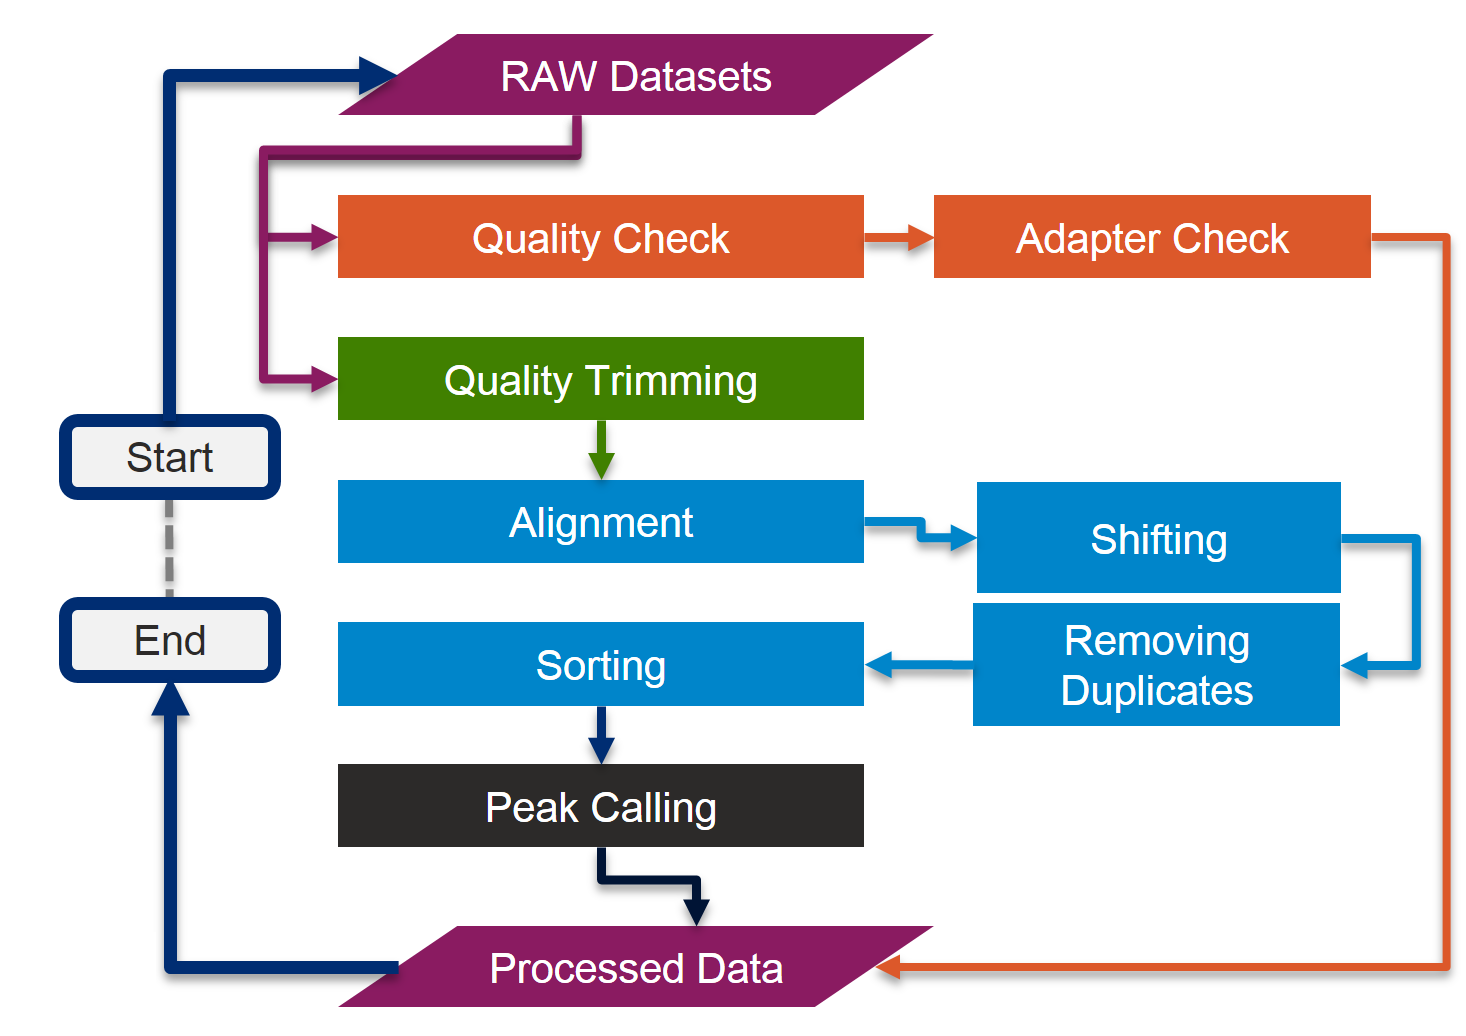 RAW Datasets
Quality Check
Adapter Check
Quality Trimming
Start
Alignment
Shifting
End
Sorting
Removing
Duplicates
Peak Calling
Processed Data